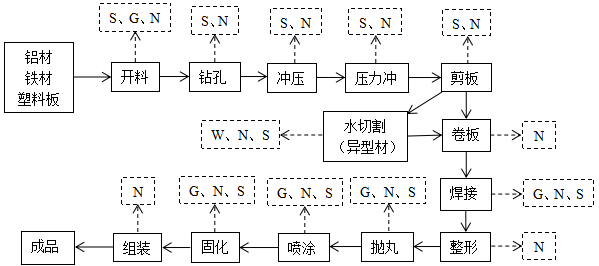 S、G、N
S、N
S、N
S、N
S、N
铝材
铁材
塑料板
开料
钻孔
冲压
压力冲
剪板
W、N、S
水切割
（异型材）
卷板
N
焊接
G、N、S
N
G、N、S
G、N、S
G、N、S
成品
组装
固化
喷涂
抛丸
整形
N